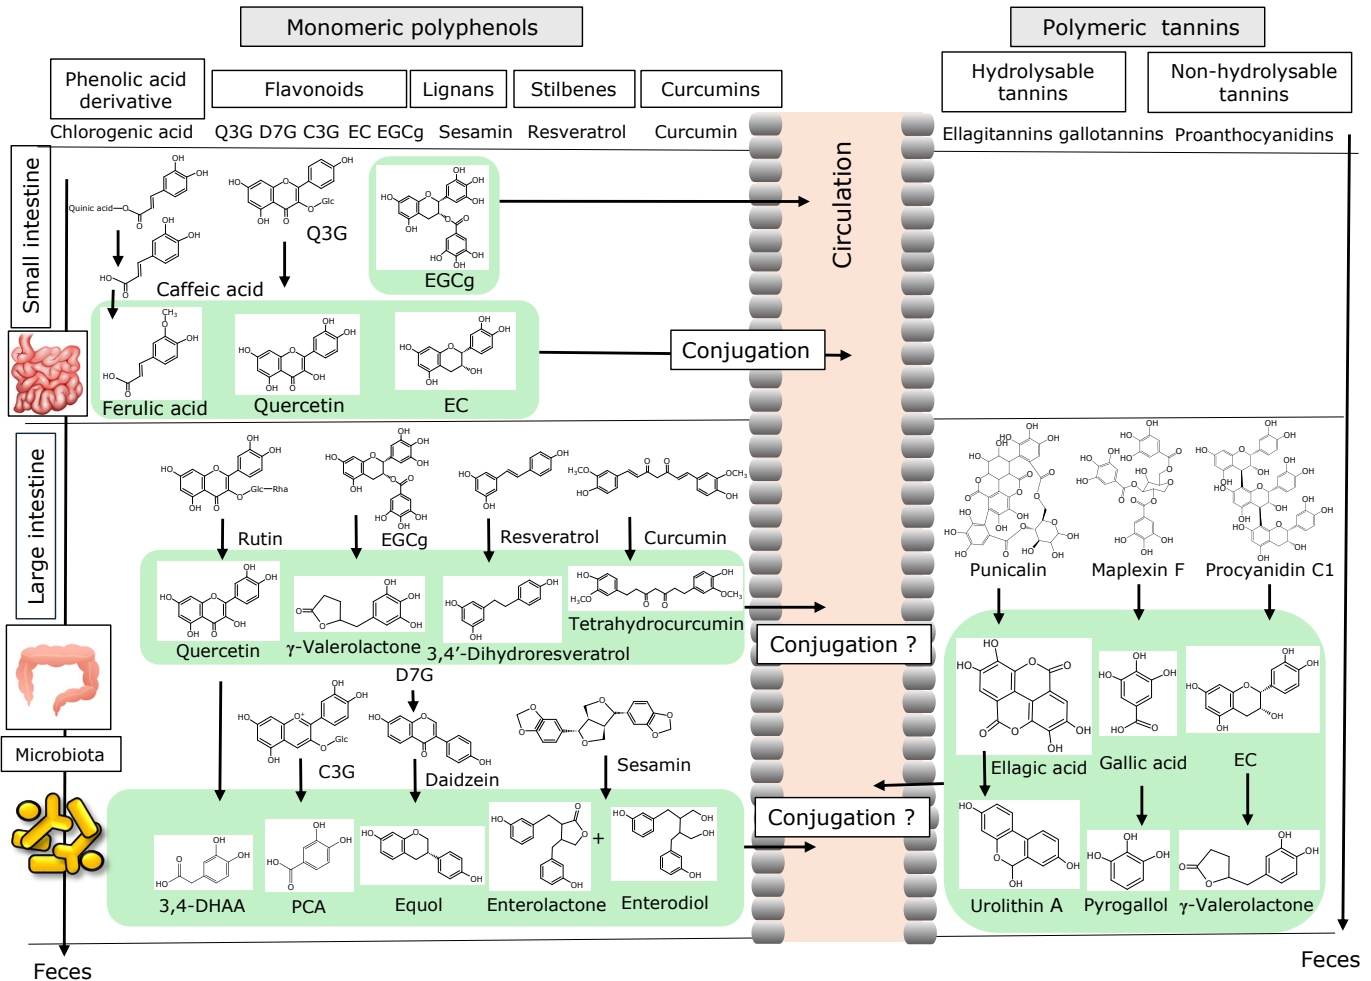 Monomeric polyphenols
Polymeric tannins
Phenolic acid
derivative
Flavonoids
Lignans
Stilbenes
Curcumins
Hydrolysable
tannins
Non-hydrolysable
tannins
Chlorogenic acid
Q3G D7G C3G EC EGCg
Sesamin
Resveratrol
Curcumin
Ellagitannins gallotannins
Proanthocyanidins
Small intestine
Circulation
Quinic acid
Glc
Q3G
EGCg
Caffeic acid
Ferulic acid
Quercetin
EC
Conjugation
Large intestine
Glc-Rha
Rutin
EGCg
Resveratrol
Curcumin
Punicalin
Maplexin F
Procyanidin C1
Quercetin
γ-Valerolactone
3,4′-Dihydroresveratrol
Tetrahydrocurcumin
Conjugation ?
D7G
Glc
C3G
Daidzein
Sesamin
Ellagic acid
Gallic acid
EC
Microbiota
Conjugation ?
+
3,4-DHAA
PCA
Equol
Enterolactone
Enterodiol
Urolithin A
Pyrogallol
γ-Valerolactone
Feces
Feces